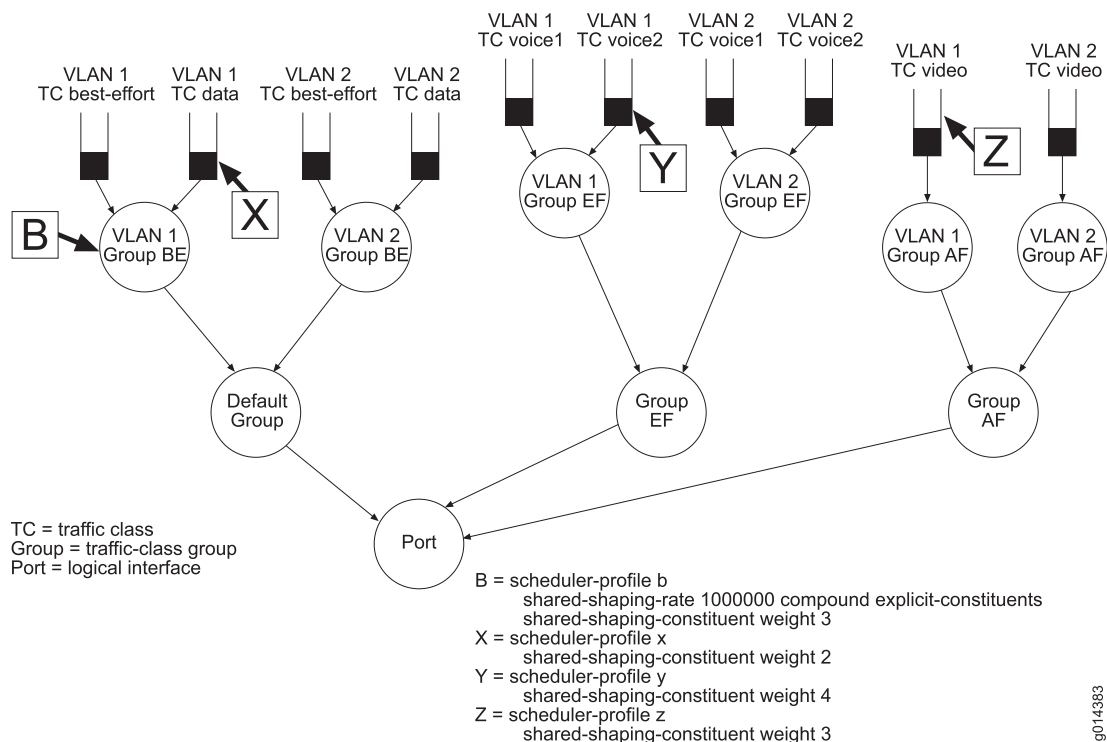 VLAN 1
TC best-effort
VLAN 1
TC data
VLAN 2
TC best-effort
VLAN 2
TC data
VLAN 1
TC voice1
VLAN 1
TC voice2
VLAN 2
TC voice1
VLAN 2
TC voice2
VLAN 1
TC video
VLAN 2
TC video
B
X
Y
Z
VLAN 1
Group BE
VLAN 2
Group BE
VLAN 1
Group EF
VLAN 2
Group EF
VLAN 1
Group AF
VLAN 2
Group AF
Default
Group
Group
EF
Group
AF
Port
TC = traffic class
Group = traffic-class group
Port = logical interface
B = scheduler-profile b
shared-shaping-rate 1000000 compound explicit-constituents
shared-shaping-constituent weight 3
X = scheduler-profile x
shared-shaping-constituent weight 2
Y = scheduler-profile y
shared-shaping-constituent weight 4
Z = scheduler-profile z
shared-shaping-constituent weight 3
g014383